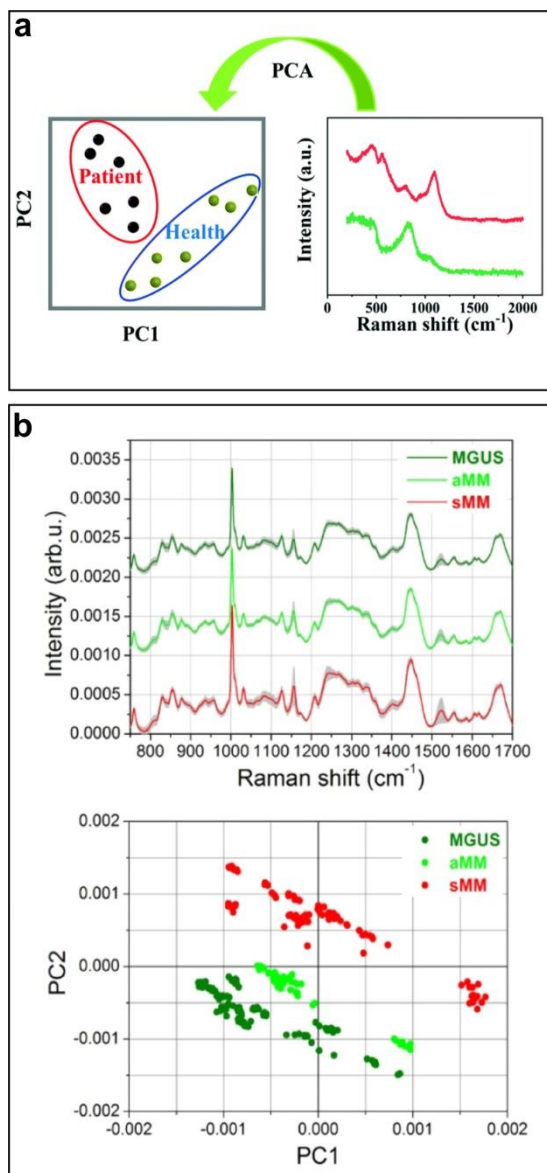 a
PCA
PC2
Patient
Health
PC1
Intensity (a.u.)
0 500 1000 1500 2000
Raman shift (cm⁻¹)
b
Intensity (arb.u.)
0.0035
0.0030
0.0025
0.0020
0.0015
0.0010
0.0005
0.0000
MGUS
aMM
sMM
800 900 1000 1100 1200 1300 1400 1500 1600 1700
Raman shift (cm⁻¹)
PC2
0.002
0.001
0.000
-0.001
-0.002
MGUS
aMM
sMM
-0.002 -0.001 0.000 0.001 0.002
PC1